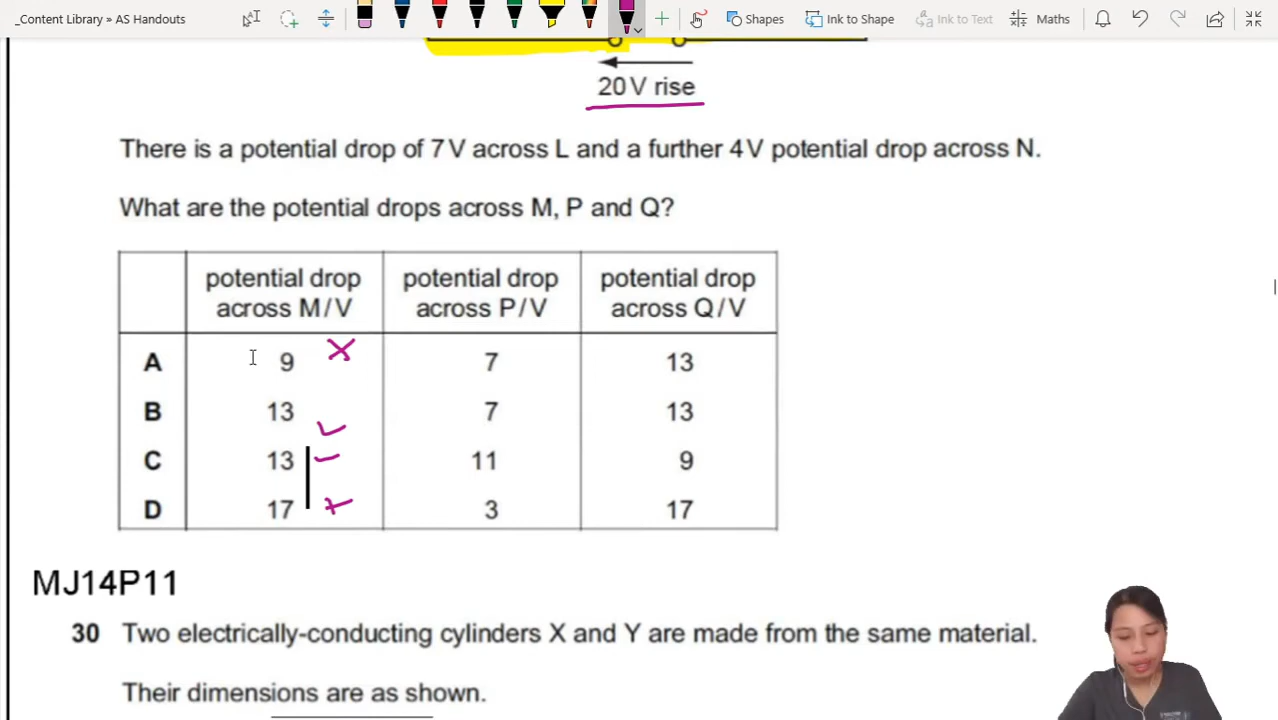 _Content Library » AS Handouts
Shapes
Ink to Shape
Ink to Text
Maths
20 V rise
There is a potential drop of 7 V across L and a further 4 V potential drop across N.
What are the potential drops across M, P and Q?
potential drop across M / V
potential drop across P / V
potential drop across Q / V
A 9 7 13
B 13 7 13
C 13 11 9
D 17 3 17
MJ14P11
30 Two electrically-conducting cylinders X and Y are made from the same material.
Their dimensions are as shown.